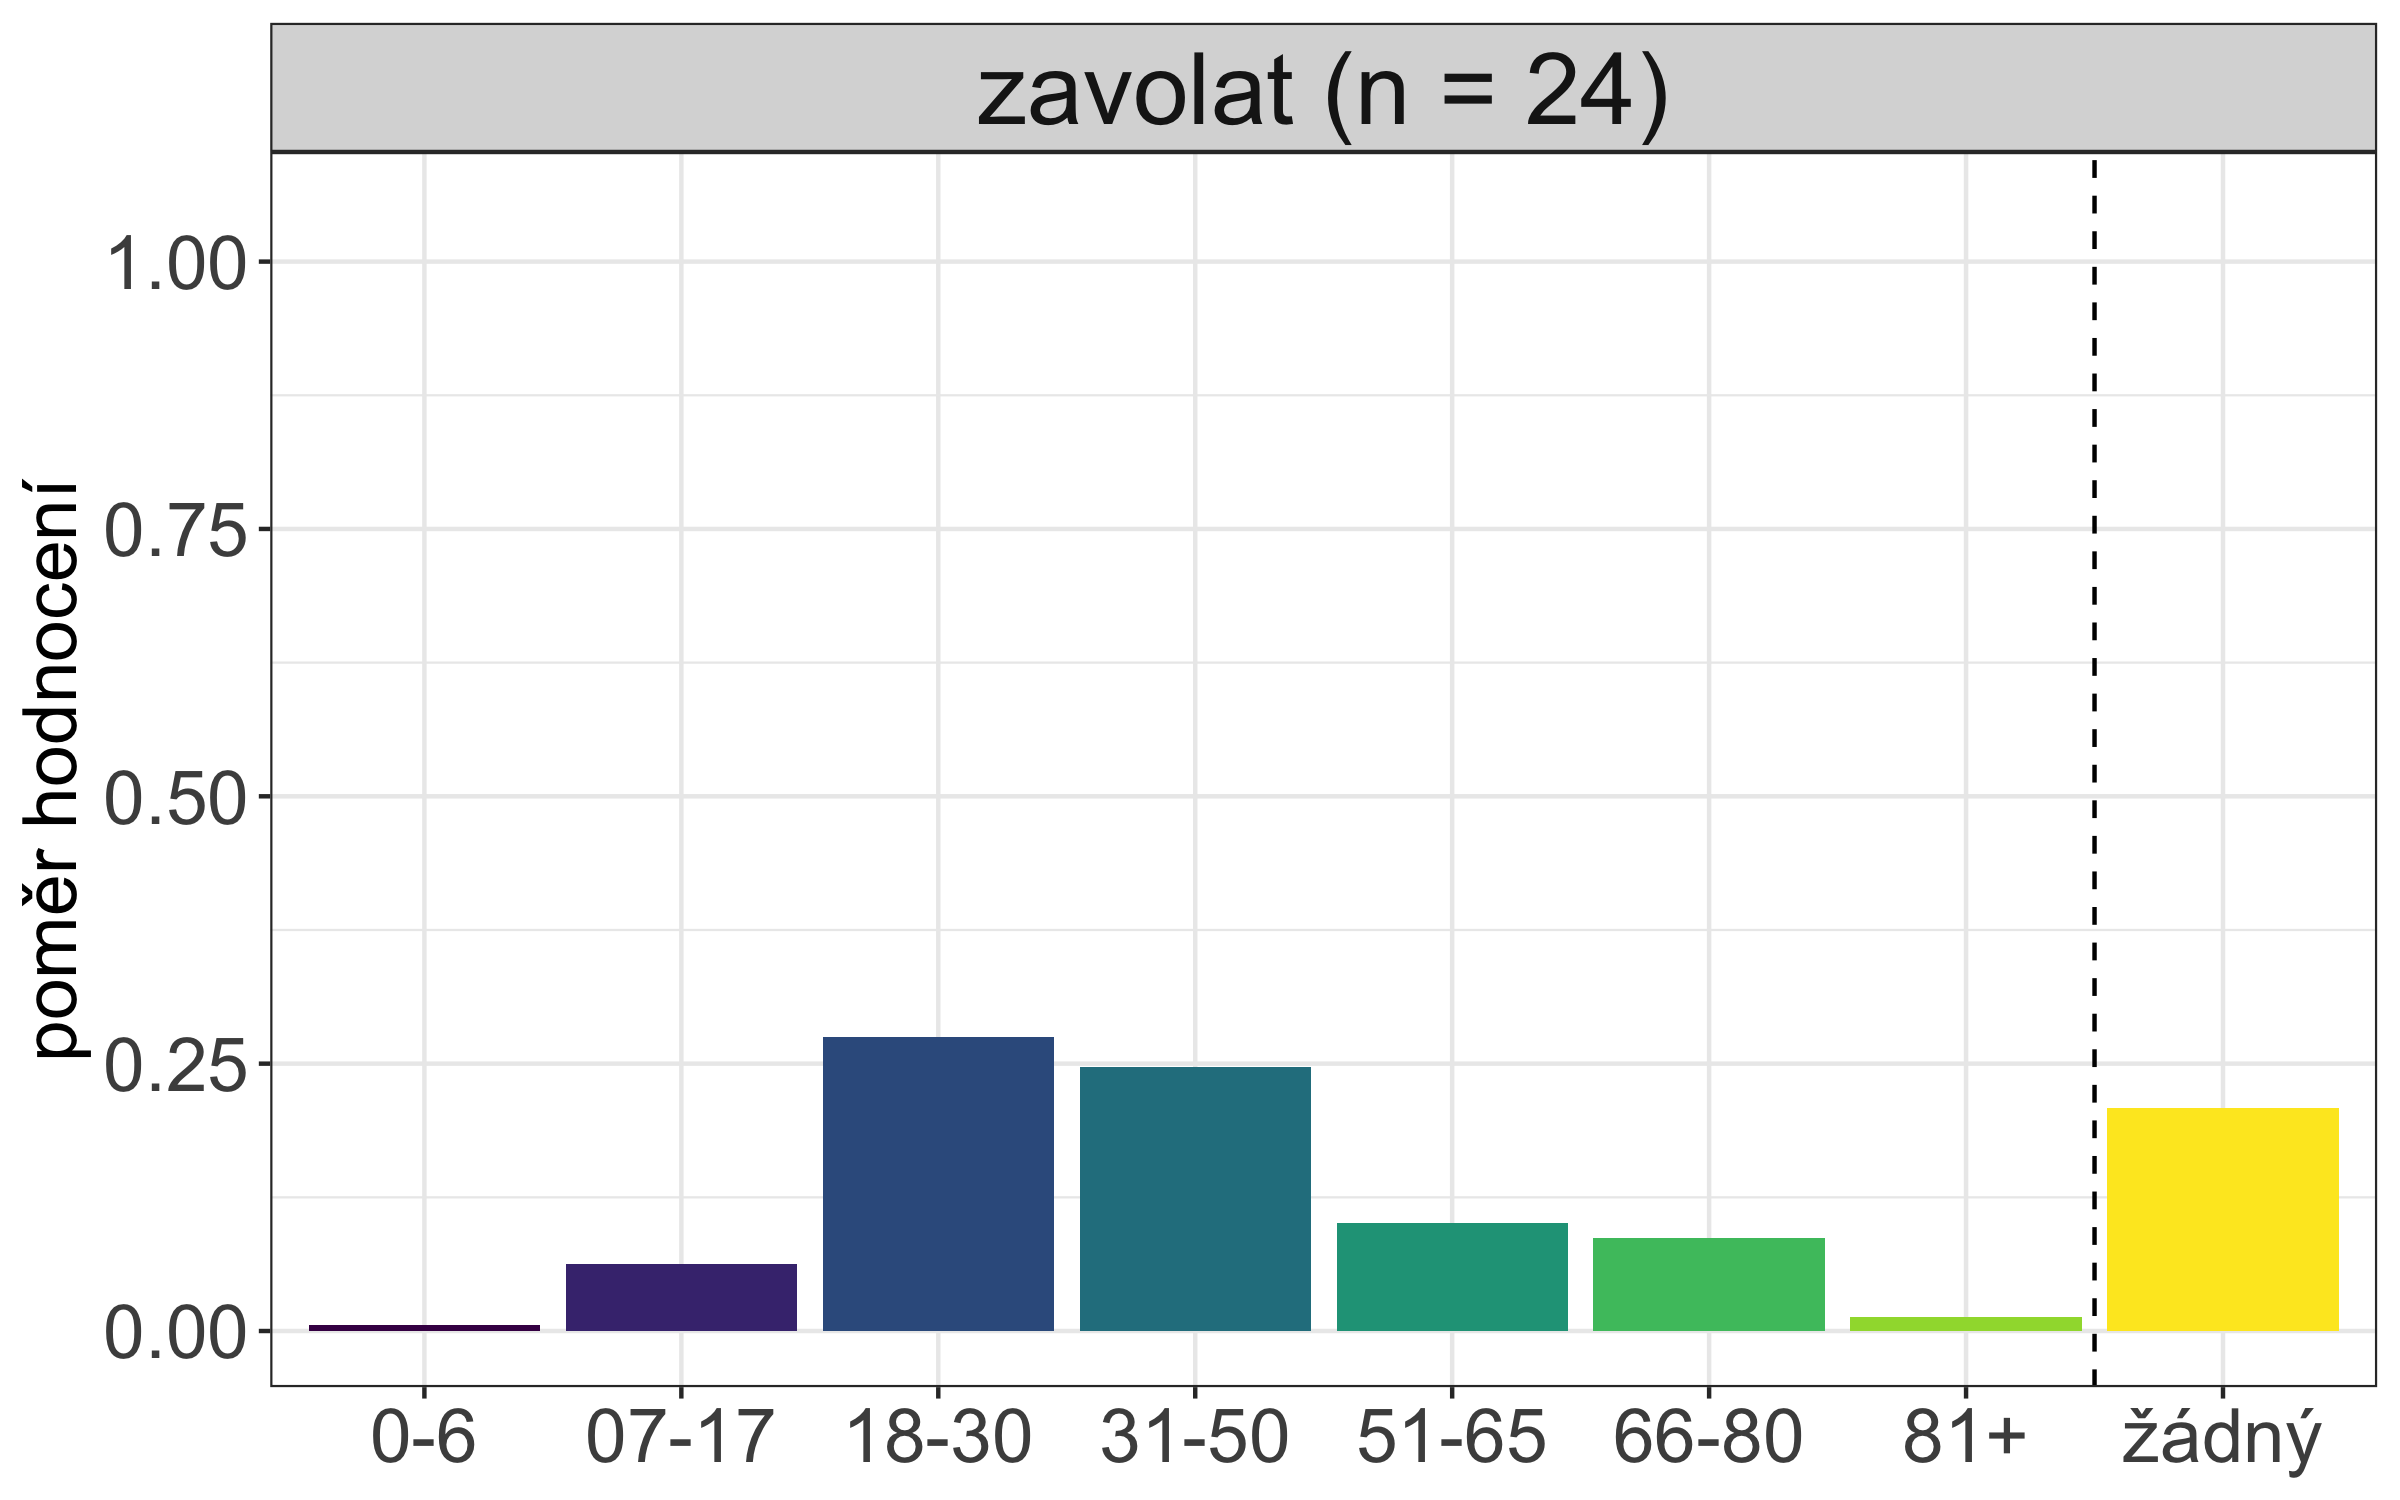 zavolat (n = 24)
poměr hodnocení
1.00
0.75
0.50
0.25
0.00
0-6 07-17 18-30 31-50 51-65 66-80 81+ žádný